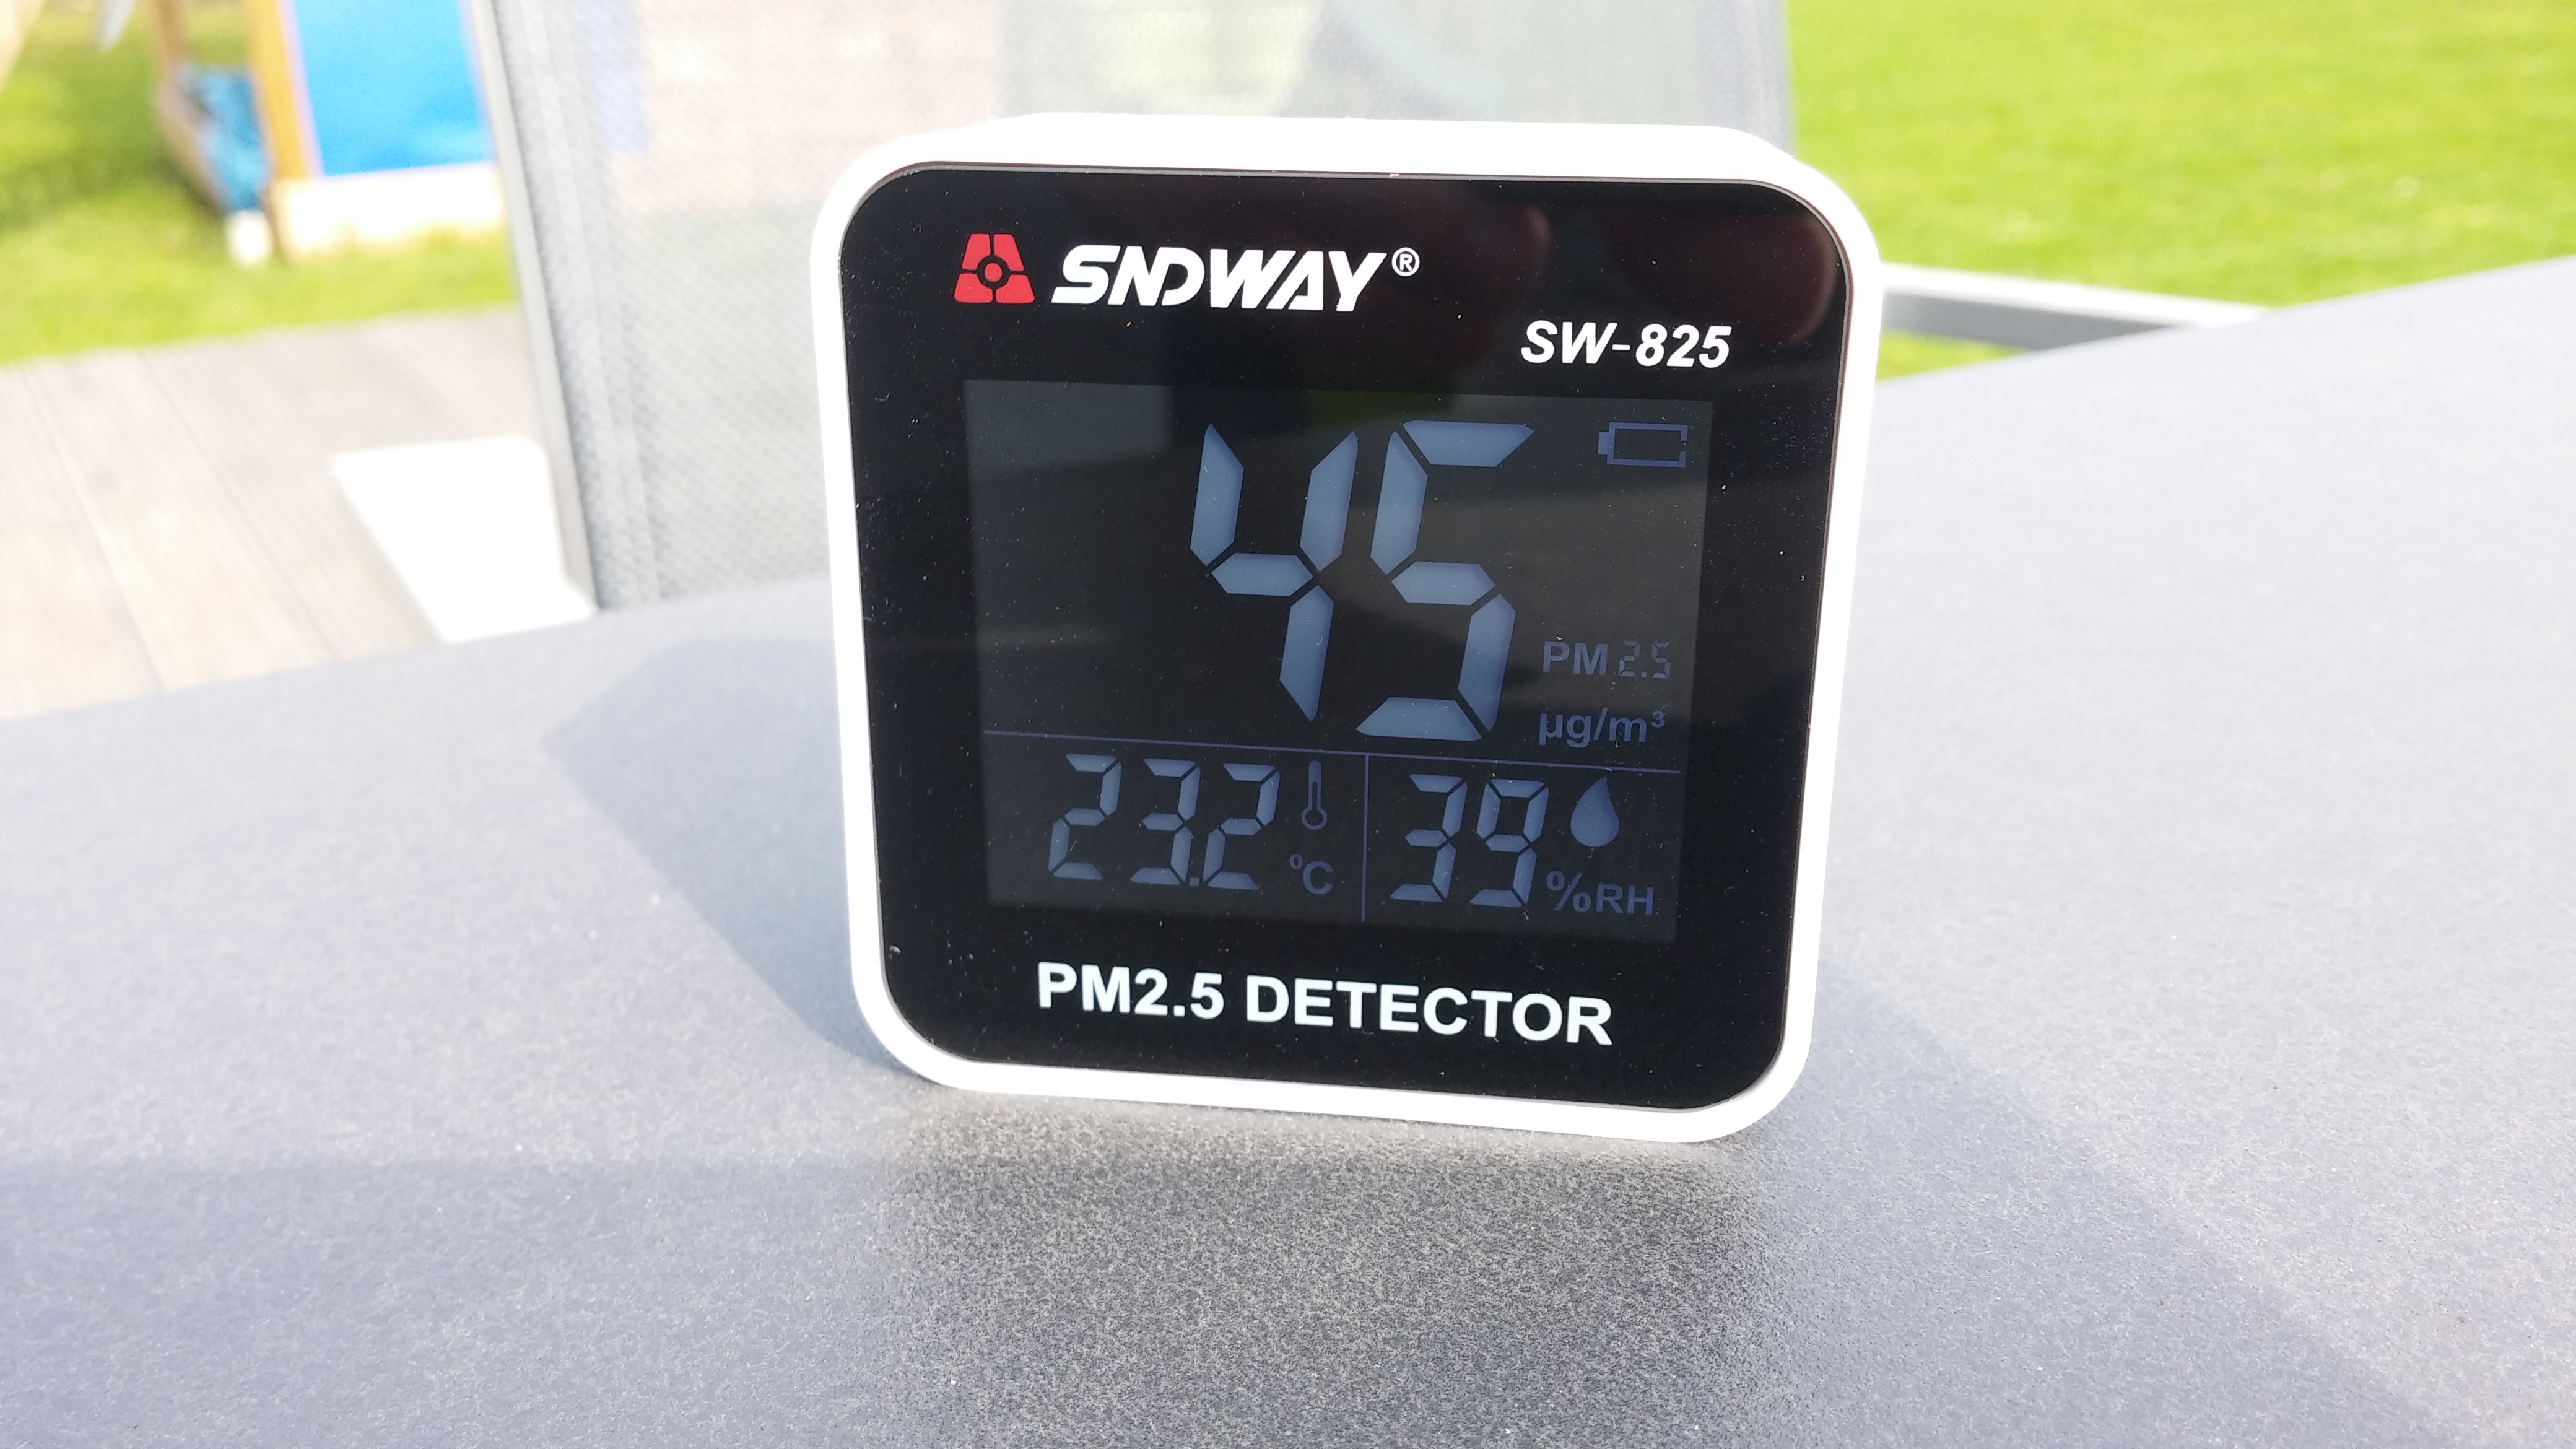 SNDWAY®
SW-825
45
PM2.5
µg/m³
23.2 °C
39 %RH
PM2.5 DETECTOR